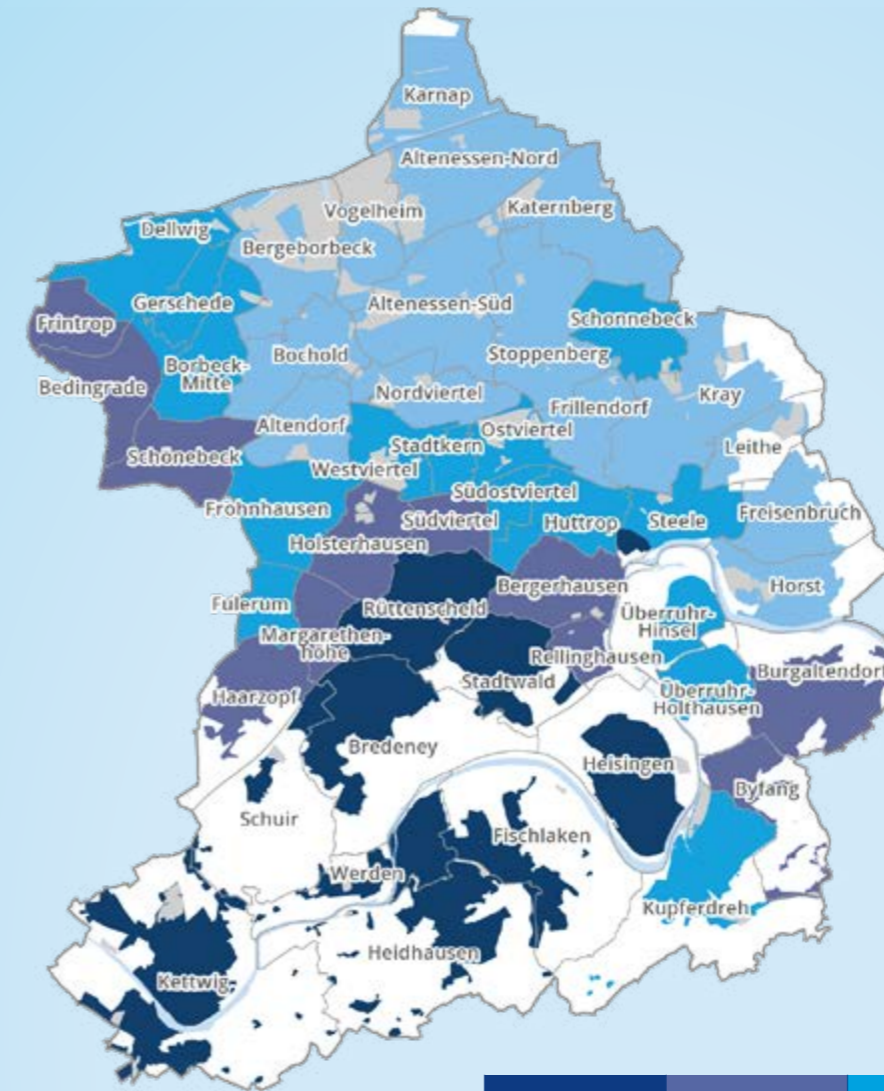 Karnap
Altenessen-Nord
Katernberg
Vogelheim
Dellwig
Bergeborbeck
Gerschede
Altenessen-Süd
Schonnebeck
Frintrop
Bochold
Stoppenberg
Borbeck-
Mitte
Bedingrade
Nordviertel
Kray
Frillendorf
Altendorf
Ostviertel
Stadtkern
Leithe
Schönebeck
Westviertel
Südostviertel
Frohnhausen
Südviertel
Huttrop
Steele
Freisenbruch
Holsterhausen
Bergerhausen
Horst
Fulerum
Rüttenscheid
Überruhr-
Hinsel
Margarethen-
höhe
Rellinghausen
Burgaltendorf
Stadtwald
Haarzopf
Überruhr-
Holthausen
Bredeney
Heisingen
Byfang
Schuir
Fischlaken
Werden
Kupferdreh
Heidhausen
Kettwig